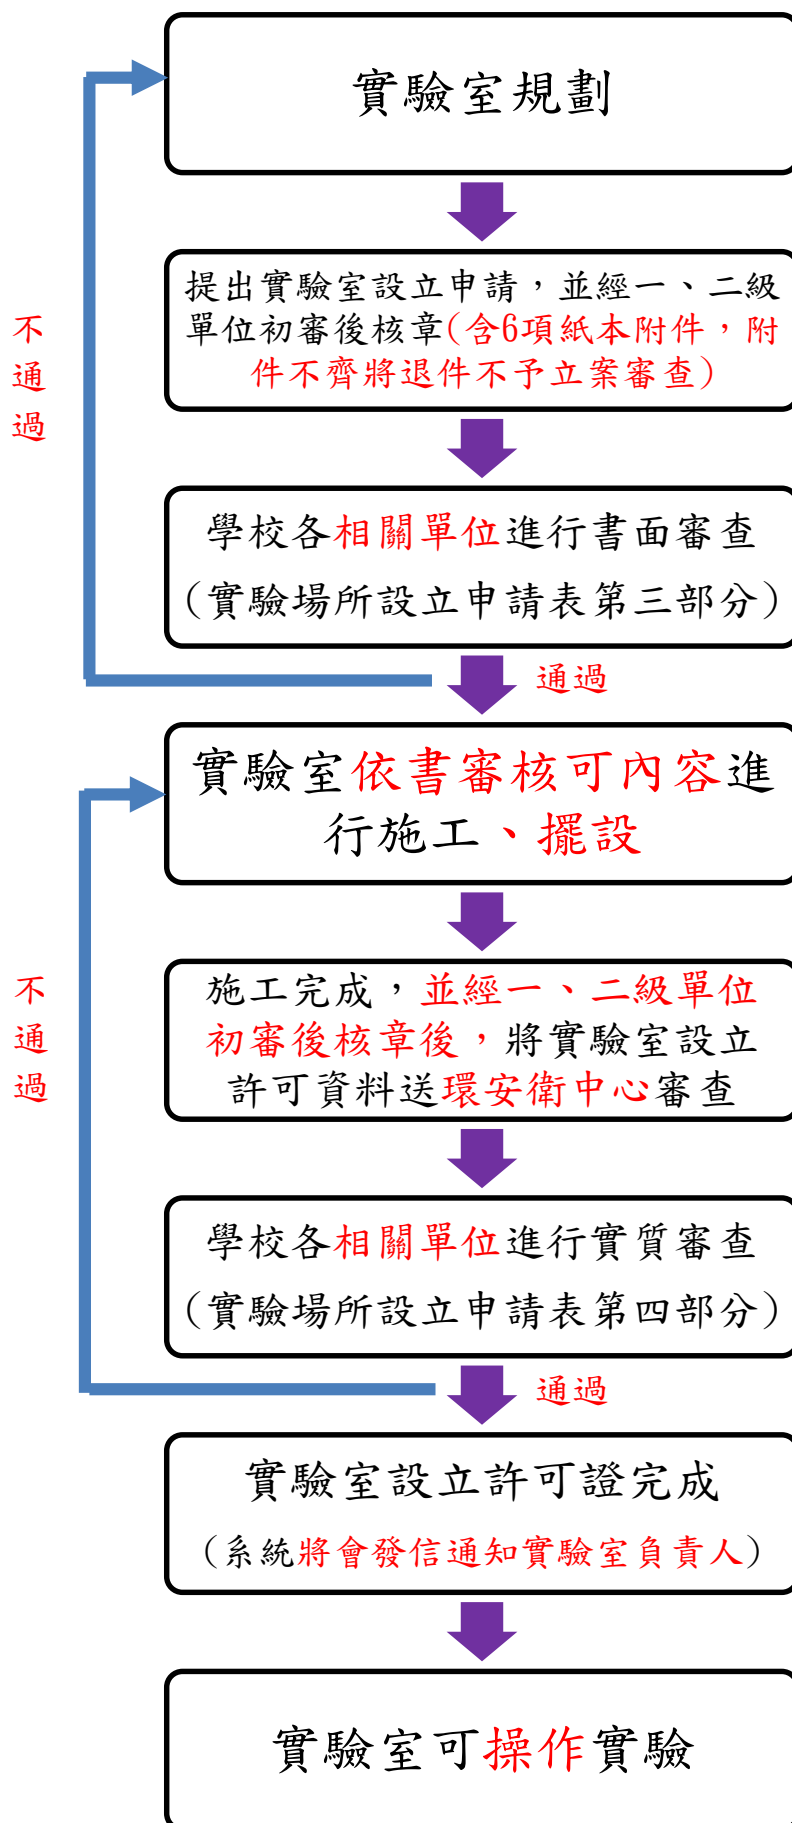 實驗室規劃
提出實驗室設立申請，並經一、二級
單位初審後核章(含6項紙本附件，附
件不齊將退件不予立案審查)
不
通
過
學校各相關單位進行書面審查
(實驗場所設立申請表第三部分)
通過
實驗室依書審核可內容進
行施工、擺設
施工完成，並經一、二級單位
初審後核章後，將實驗室設立
許可資料送環安衛中心審查
不
通
過
學校各相關單位進行實質審查
(實驗場所設立申請表第四部分)
通過
實驗室設立許可證完成
(系統將會發信通知實驗室負責人)
實驗室可操作實驗